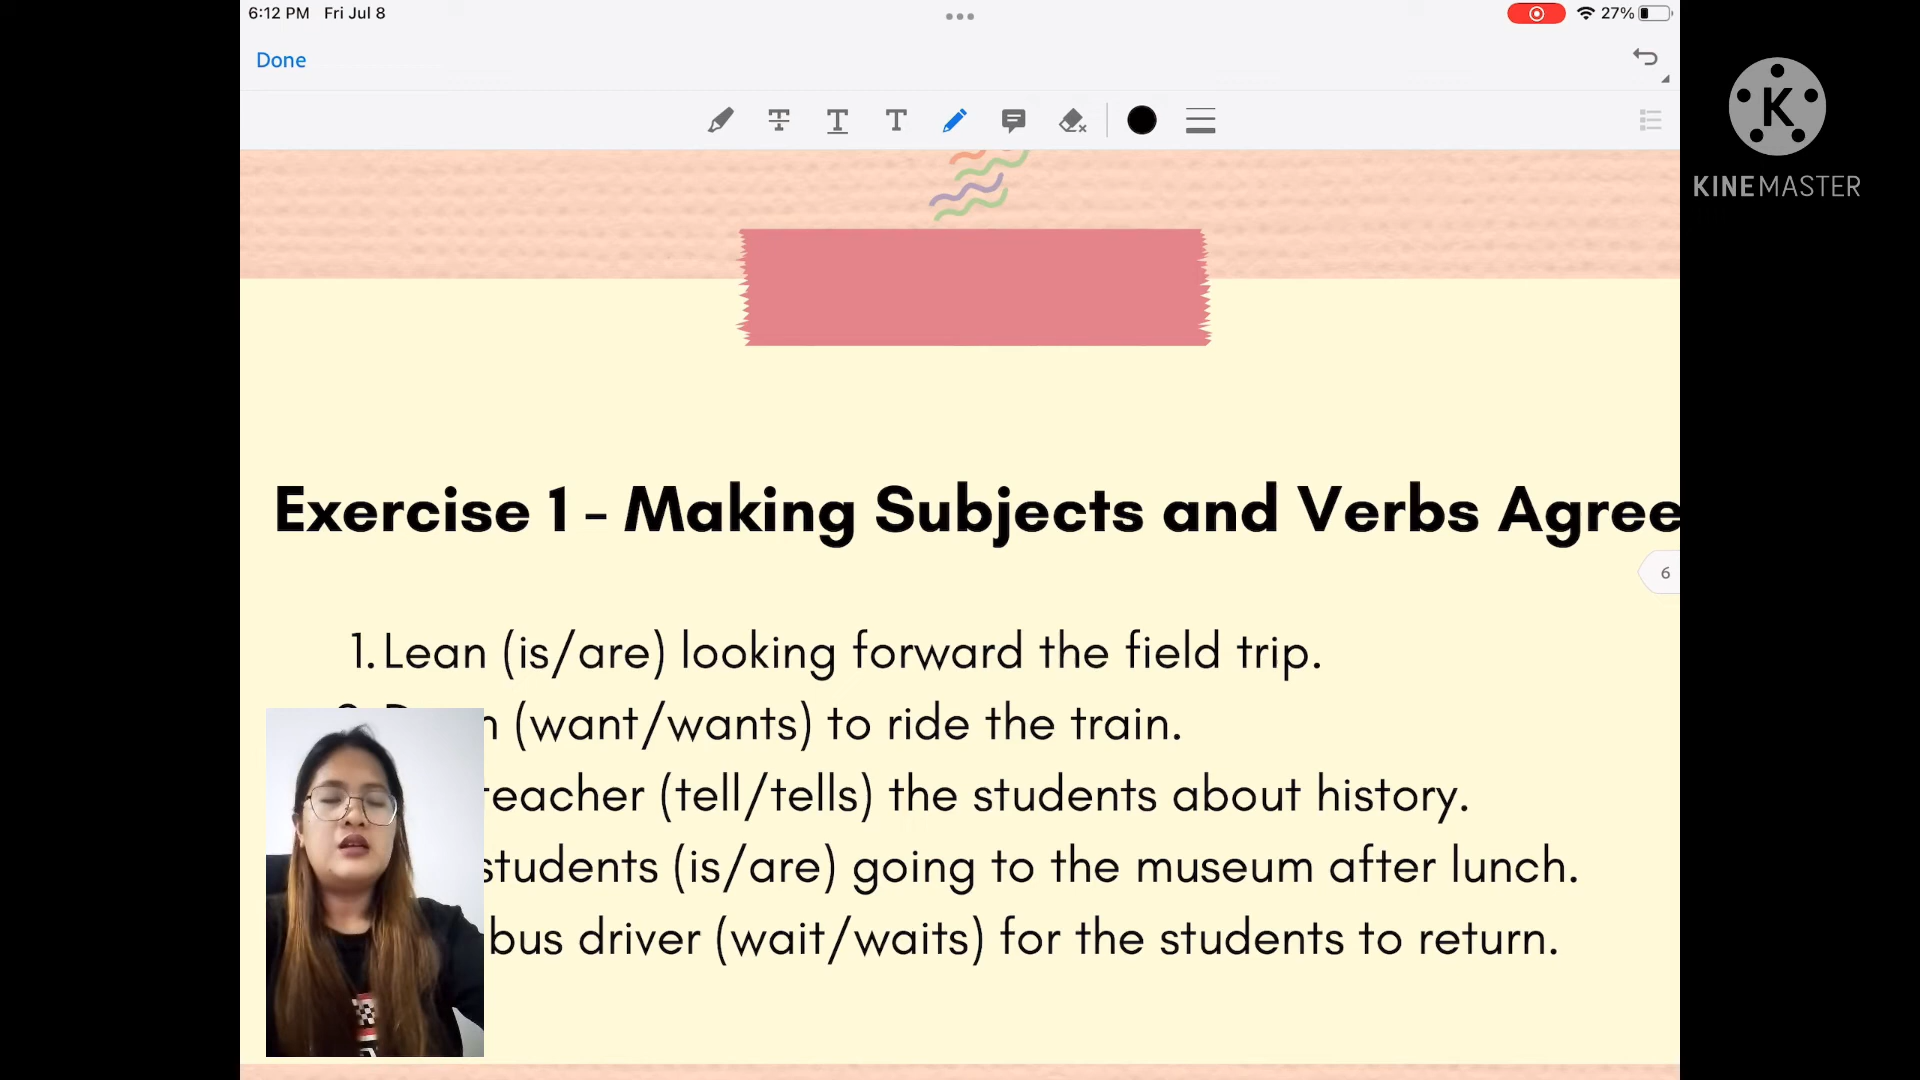 6:12 PM Fri Jul 8
27%
Done
K
KINEMASTER
Exercise 1 - Making Subjects and Verbs Agree
6
1. Lean (is/are) looking forward the field trip.
(want/wants) to ride the train.
teacher (tell/tells) the students about history.
students (is/are) going to the museum after lunch.
bus driver (wait/waits) for the students to return.